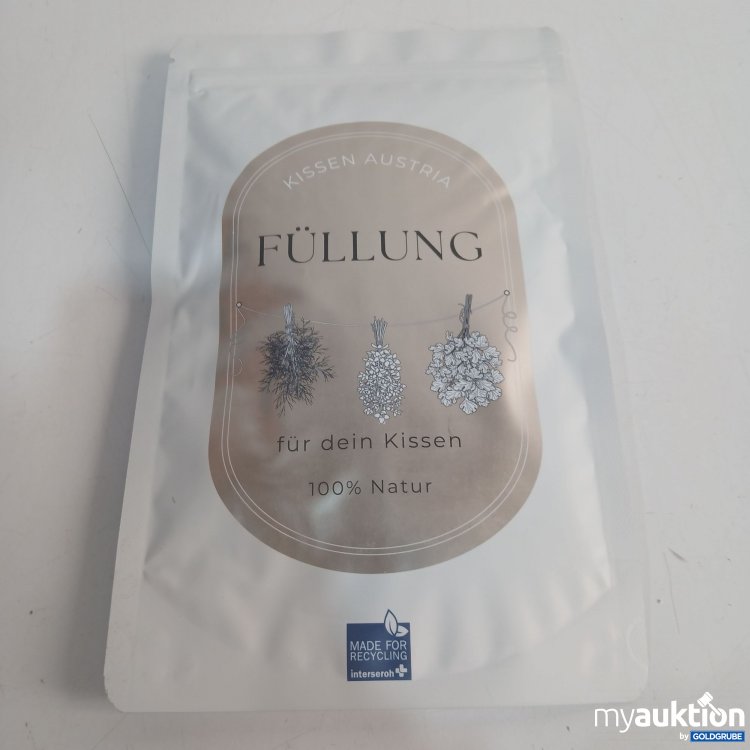 KISSEN AUSTRIA
FÜLLUNG
für dein Kissen
100% Natur
MADE FOR
RECYCLING
interseroh
myauktion
by GOLDGRUBE